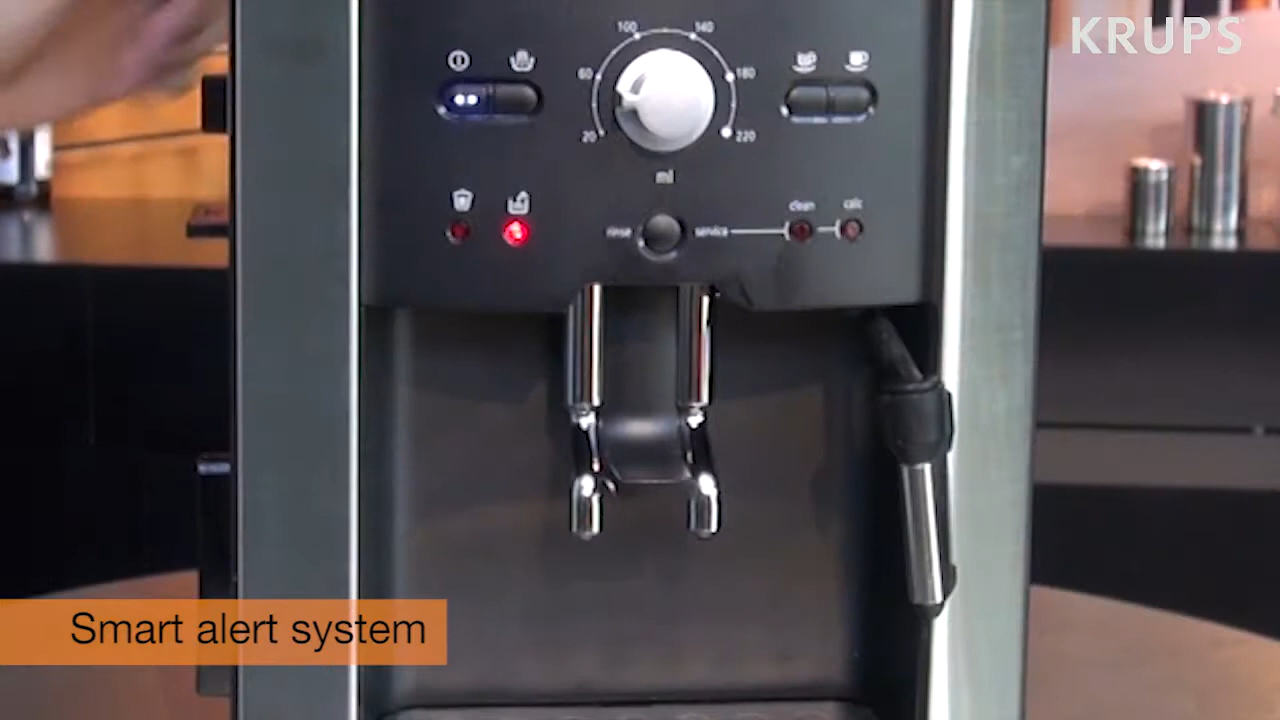 KRUPS
100 140
60 180
20 220
ml
clean calc
rinse service
Smart alert system